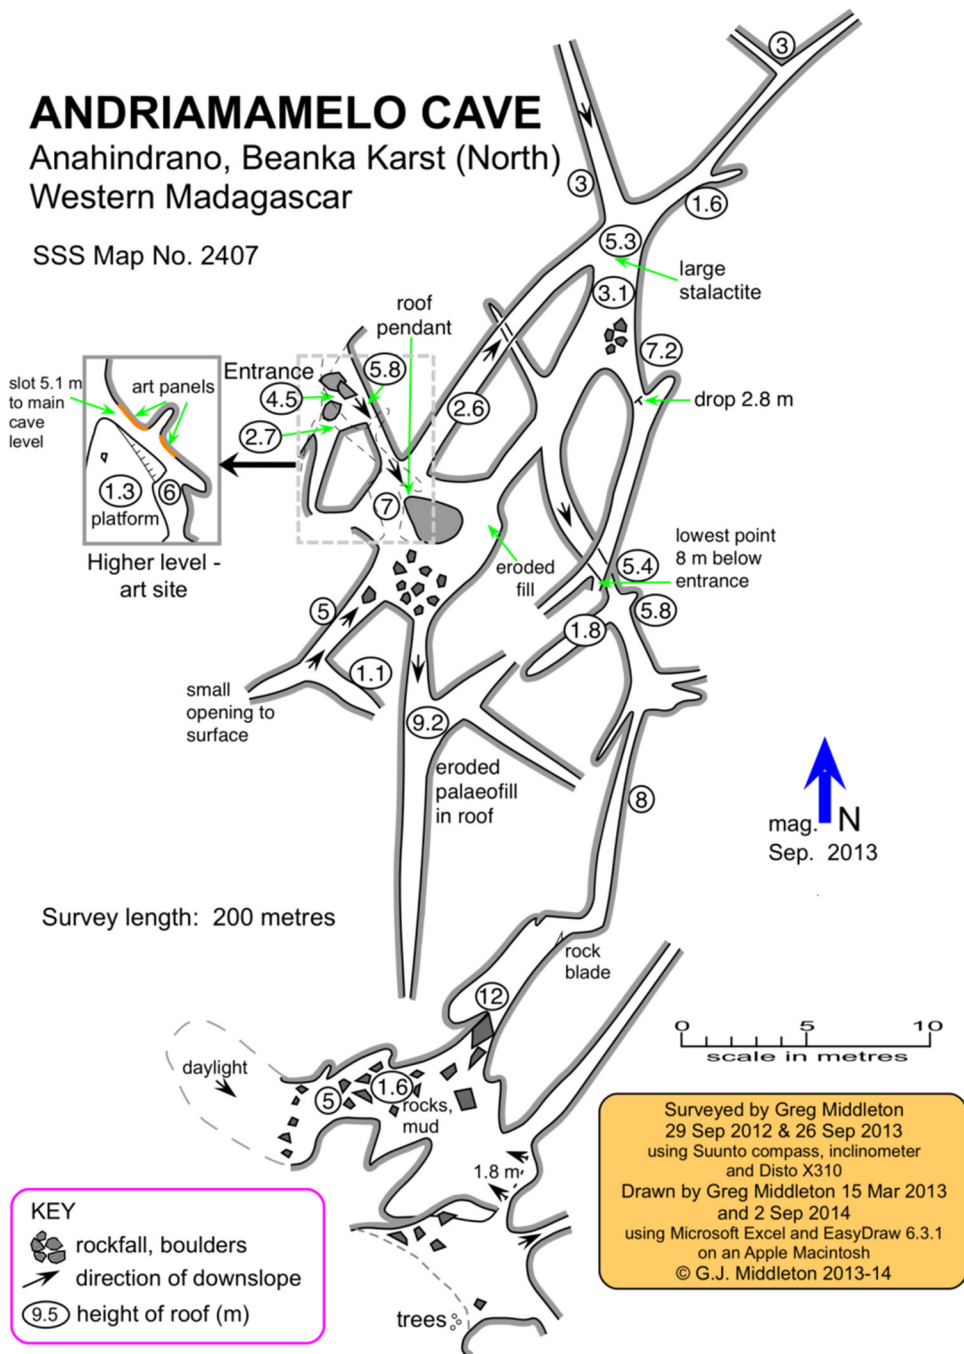 ANDRIAMAMELO CAVE
Anahindrano, Beanka Karst (North)
Western Madagascar
SSS Map No. 2407
3
3
1.6
5.3
large
stalactite
3.1
roof
pendant
7.2
Entrance
5.8
4.5
2.6
2.7
drop 2.8 m
slot 5.1 m
to main
cave
level
art panels
1.3
6
platform
Higher level -
art site
7
eroded
fill
lowest point
8 m below
entrance
5.4
5.8
1.8
5
1.1
small
opening to
surface
9.2
eroded
palaeofill
in roof
8
mag. N
Sep. 2013
Survey length: 200 metres
rock
blade
12
0 5 10
scale in metres
daylight
5
1.6
rocks,
mud
1.8 m
trees
KEY
rockfall, boulders
direction of downslope
9.5 height of roof (m)
Surveyed by Greg Middleton
29 Sep 2012 & 26 Sep 2013
using Suunto compass, inclinometer
and Disto X310
Drawn by Greg Middleton 15 Mar 2013
and 2 Sep 2014
using Microsoft Excel and EasyDraw 6.3.1
on an Apple Macintosh
© G.J. Middleton 2013-14